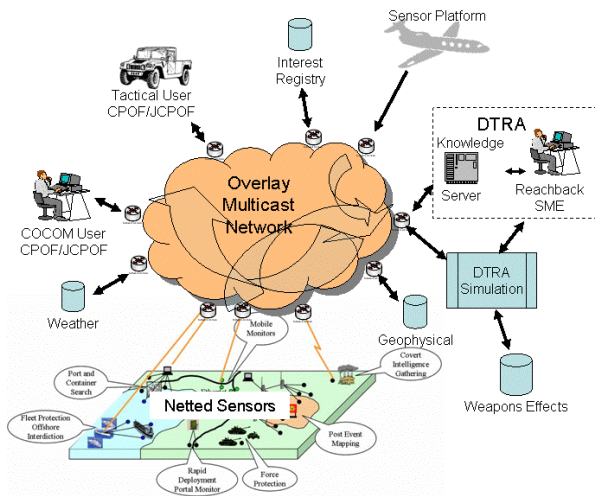 Sensor Platform
Interest
Registry
Tactical User
CPOF/JCPOF
DTRA
Knowledge
Server
Reachback
SME
Overlay
Multicast
Network
COCOM User
CPOF/JCPOF
DTRA
Simulation
Weather
Geophysical
Weapons Effects
Mobile
Monitors
Covert Intelligence
Gathering
Port and
Container
Search
Netted Sensors
Fleet Protection
Offshore
Interdiction
Post Event
Mapping
Rapid
Deployment
Portal Monitor
Force
Protection